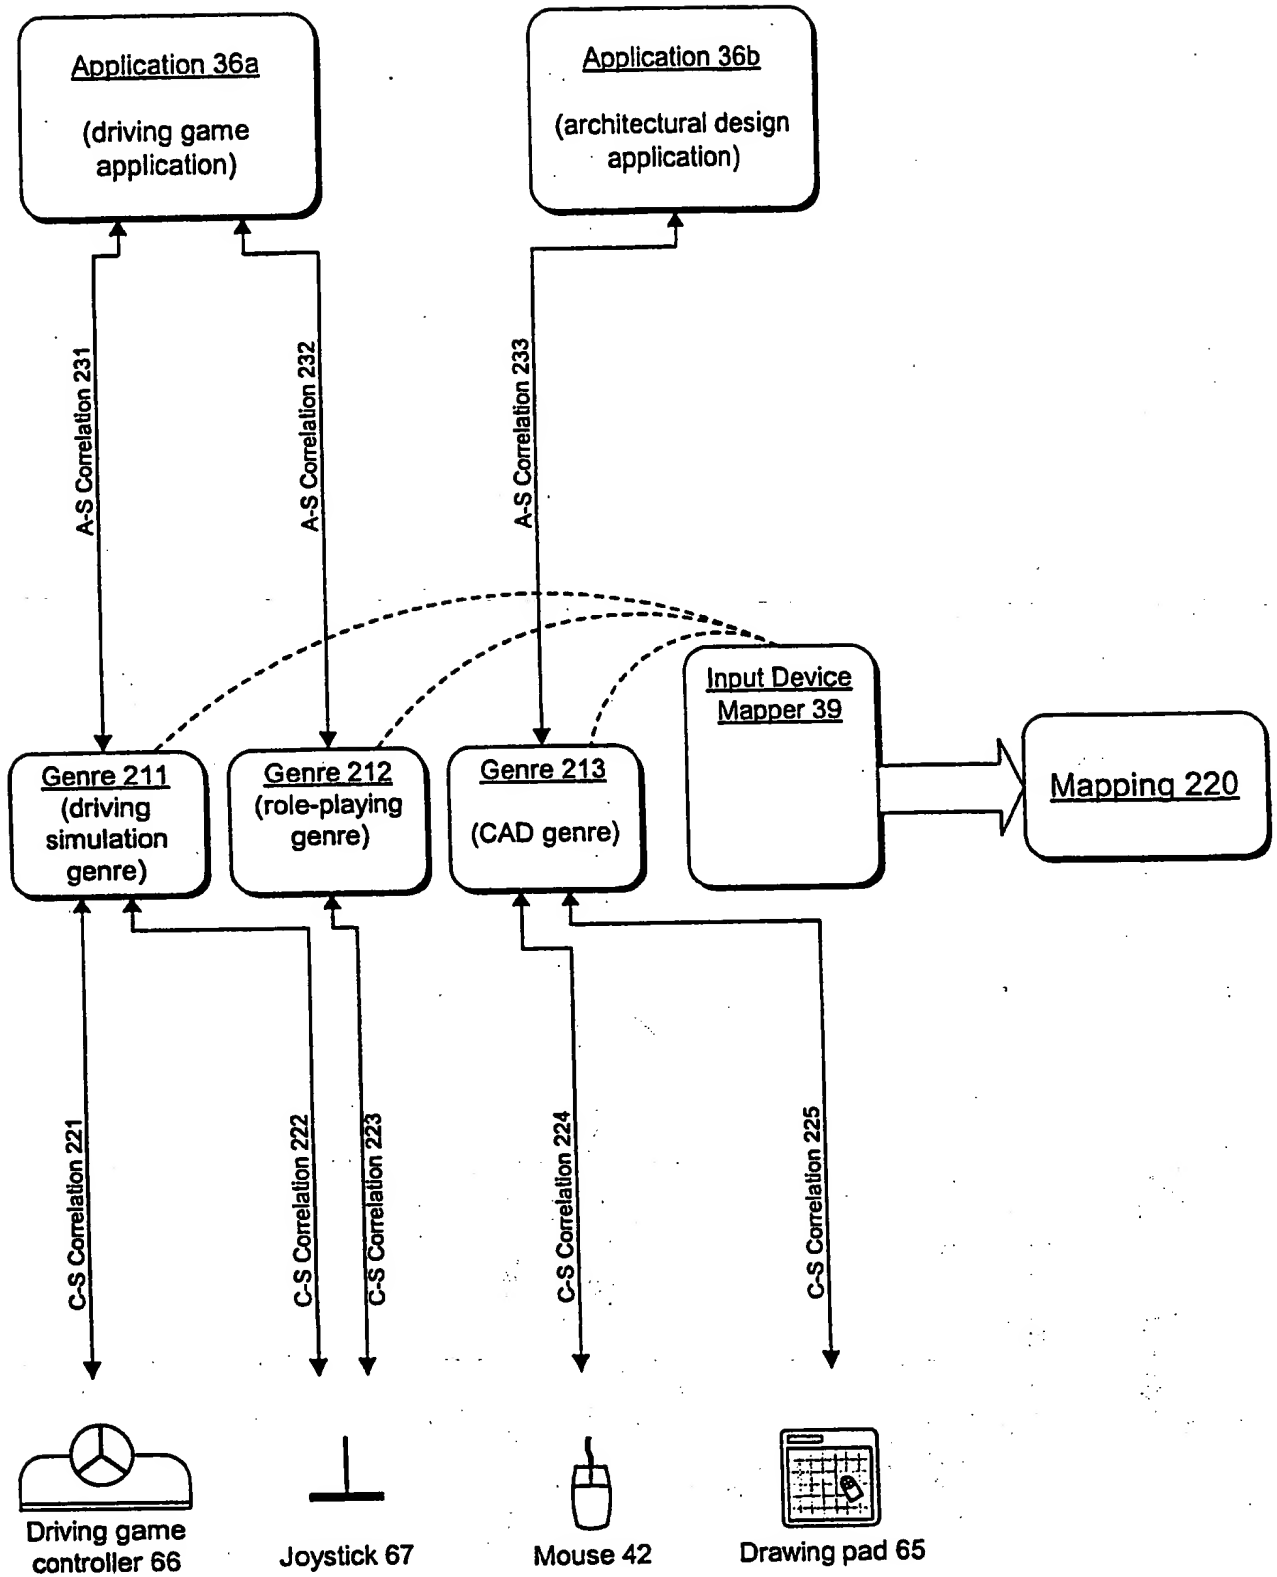 Application 36a
(driving game
application)
Application 36b
(architectural design
application)
A-S Correlation 231
A-S Correlation 232
A-S Correlation 233
Input Device
Mapper 39
Mapping 220
Genre 211
(driving
simulation
genre)
Genre 212
(role-playing
genre)
Genre 213
(CAD genre)
C-S Correlation 221
C-S Correlation 222
C-S Correlation 223
C-S Correlation 224
C-S Correlation 225
Driving game
controller 66
Joystick 67
Mouse 42
Drawing pad 65